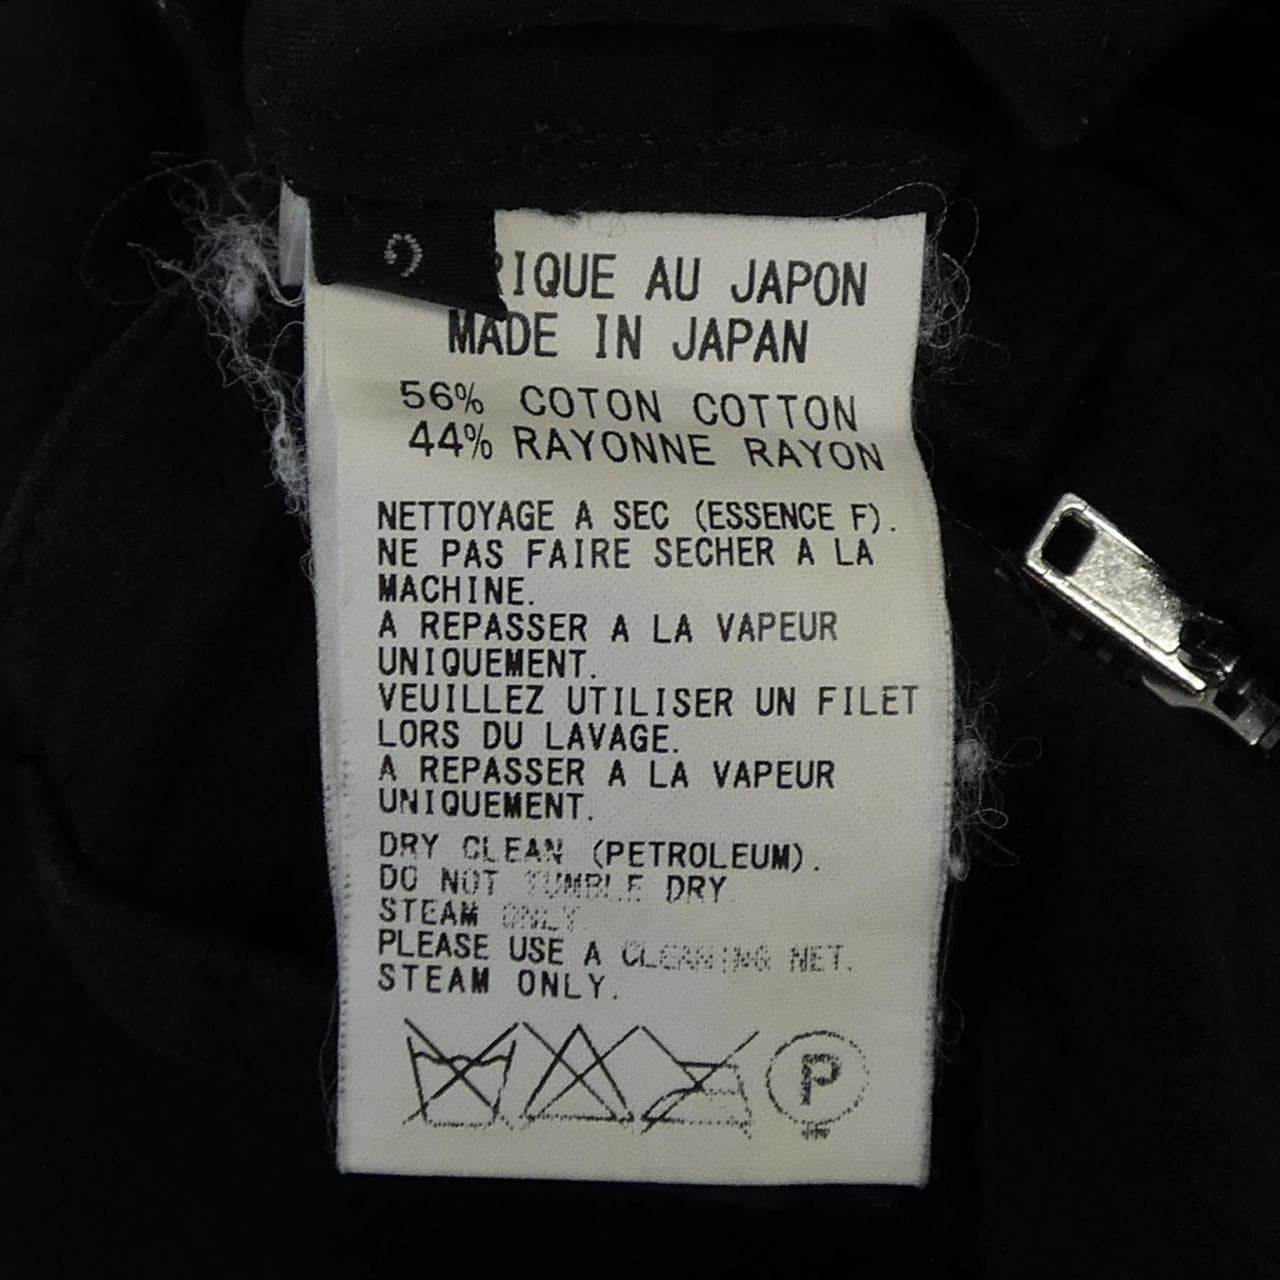 RIQUE AU JAPON
MADE IN JAPAN
56% COTON COTTON
44% RAYONNE RAYON
NETTOYAGE A SEC (ESSENCE F).
NE PAS FAIRE SECHER A LA
MACHINE.
A REPASSER A LA VAPEUR
UNIQUEMENT.
VEUILLEZ UTILISER UN FILET
LORS DU LAVAGE.
A REPASSER A LA VAPEUR
UNIQUEMENT.
DRY CLEAN (PETROLEUM).
DO NOT TUMBLE DRY
STEAM ONLY.
PLEASE USE A CLEANING NET.
STEAM ONLY.
P